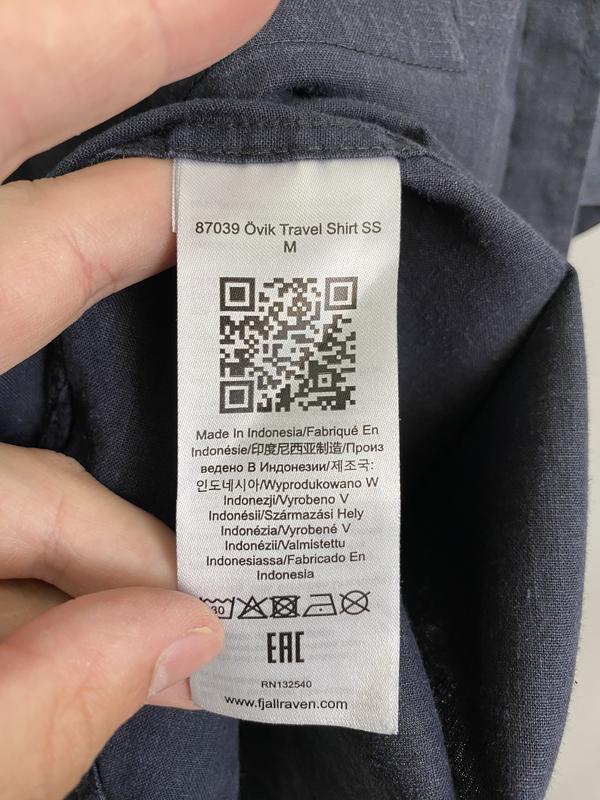 87039 Övik Travel Shirt SS
M
Made In Indonesia/Fabriqué En
Indonésie/印度尼西亚制造/Произ
ведено В Индонезии/제조국:
인도네시아/Wyprodukowano W
Indonezji/Vyrobeno V
Indonésii/Származási Hely
Indonézia/Vyrobené V
Indonézii/Valmistettu
Indonesiassa/Fabricado En
Indonesia
30
EAC
RN132540
www.fjallraven.com